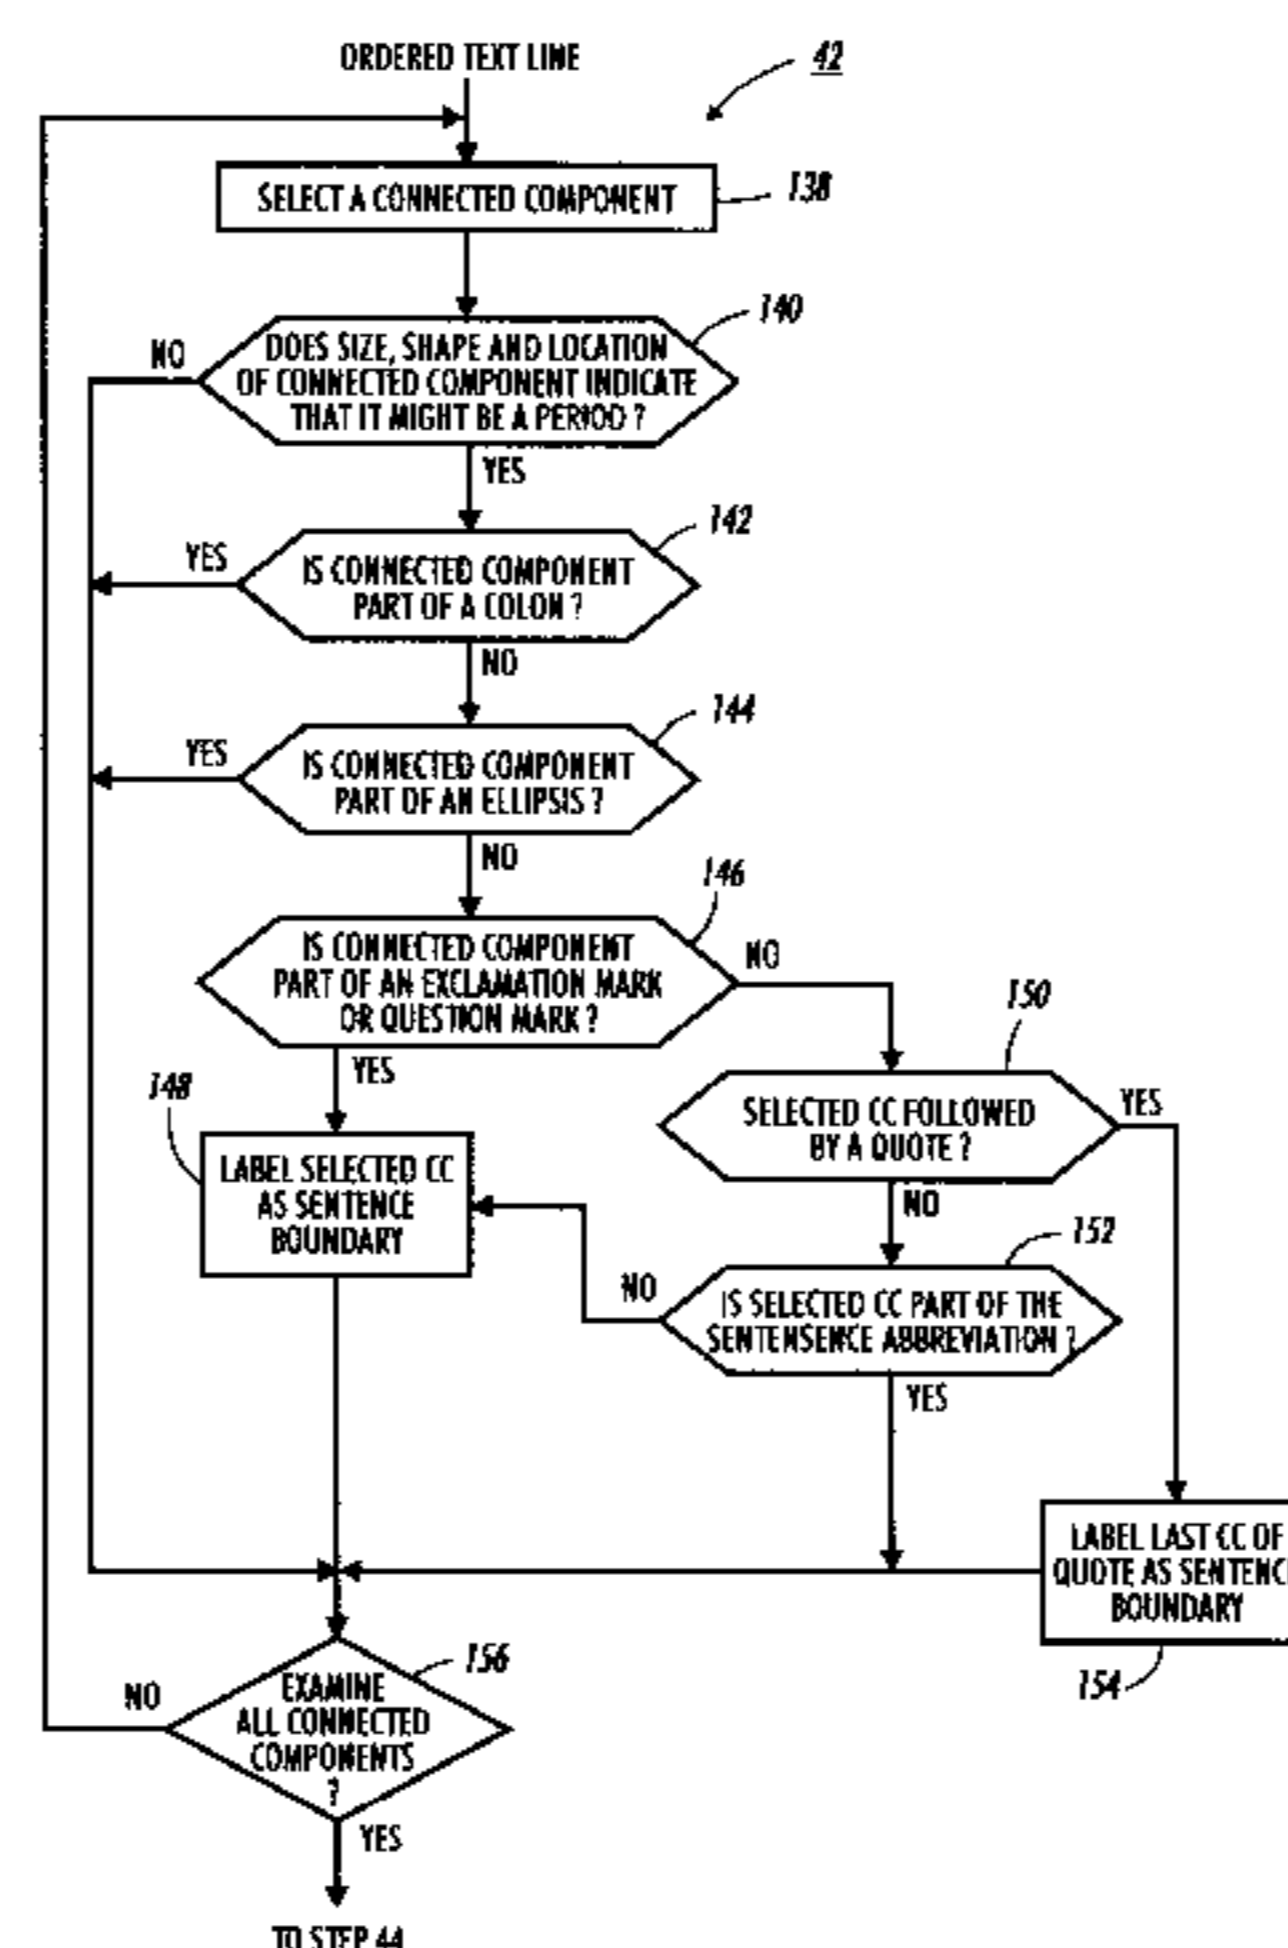 ORDERED TEXT LINE
42
SELECT A CONNECTED COMPONENT
138
140
NO
DOES SIZE, SHAPE AND LOCATION
OF CONNECTED COMPONENT INDICATE
THAT IT MIGHT BE A PERIOD ?
YES
142
YES
IS CONNECTED COMPONENT
PART OF A COLON ?
NO
144
YES
IS CONNECTED COMPONENT
PART OF AN ELLIPSIS ?
NO
146
IS CONNECTED COMPONENT
PART OF AN EXCLAMATION MARK
OR QUESTION MARK ?
NO
150
YES
148
SELECTED CC FOLLOWED
BY A QUOTE ?
YES
LABEL SELECTED CC
AS SENTENCE
BOUNDARY
NO
152
NO
IS SELECTED CC PART OF THE
SENTENSENCE ABBREVIATION ?
YES
LABEL LAST CC OF
QUOTE AS SENTENC
BOUNDARY
154
156
NO
EXAMINE
ALL CONNECTED
COMPONENTS
?
YES
TO STEP 44